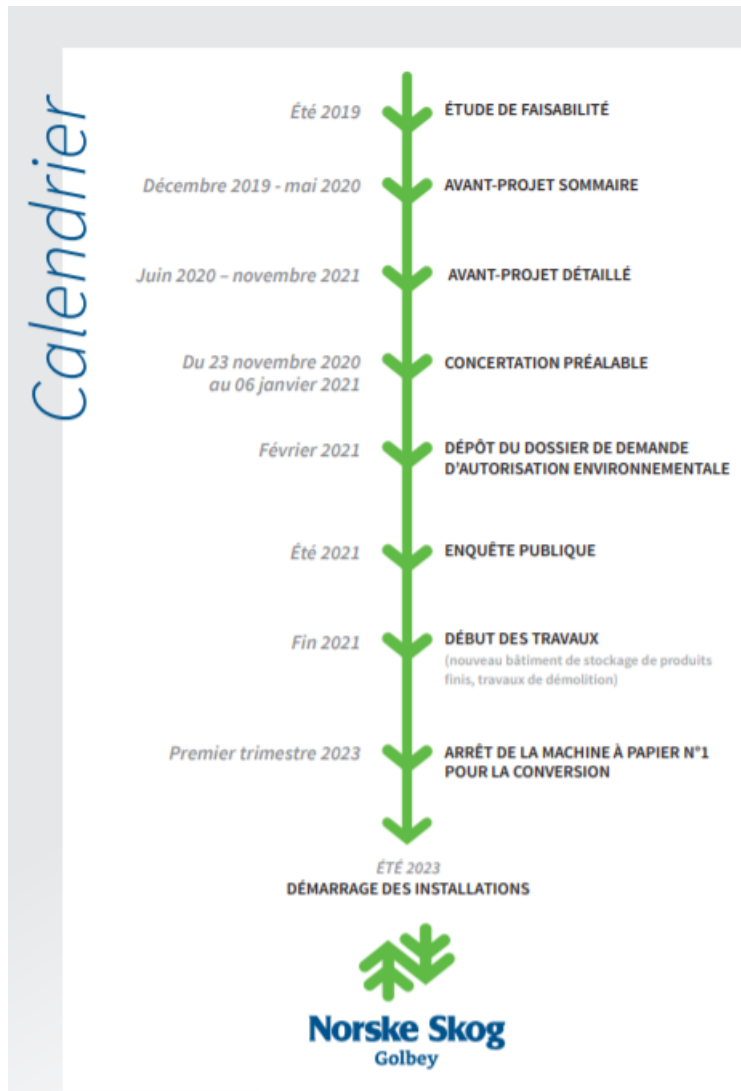 Calendrier
Été 2019
ÉTUDE DE FAISABILITÉ
Décembre 2019 - mai 2020
AVANT-PROJET SOMMAIRE
Juin 2020 – novembre 2021
AVANT-PROJET DÉTAILLÉ
Du 23 novembre 2020
au 06 janvier 2021
CONCERTATION PRÉALABLE
Février 2021
DÉPÔT DU DOSSIER DE DEMANDE
D'AUTORISATION ENVIRONNEMENTALE
Été 2021
ENQUÊTE PUBLIQUE
Fin 2021
DÉBUT DES TRAVAUX
(nouveau bâtiment de stockage de produits
finis, travaux de démolition)
Premier trimestre 2023
ARRÊT DE LA MACHINE À PAPIER N°1
POUR LA CONVERSION
ÉTÉ 2023
DÉMARRAGE DES INSTALLATIONS
Norske Skog
Golbey